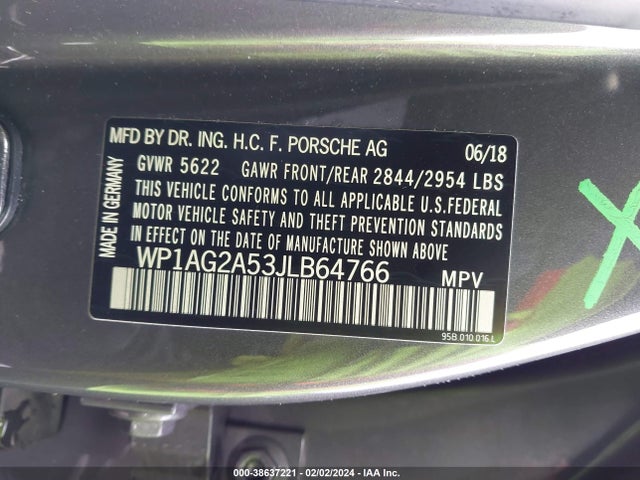 MFD BY DR. ING. H.C. F. PORSCHE AG 06/18
GVWR 5622 GAWR FRONT/REAR 2844/2954 LBS
THIS VEHICLE CONFORMS TO ALL APPLICABLE U.S.FEDERAL
MOTOR VEHICLE SAFETY AND THEFT PREVENTION STANDARDS
IN EFFECT ON THE DATE OF MANUFACTURE SHOWN ABOVE
MADE IN GERMANY
WP1AG2A53JLB64766 MPV
95B.010.016.L
X
000-38637221 - 02/02/2024 - IAA Inc.